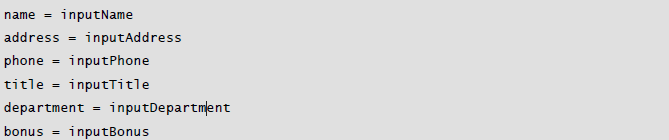 name = inputName
address = inputAddress
phone = inputPhone
title = inputTitle
department = inputDepartment
bonus = inputBonus